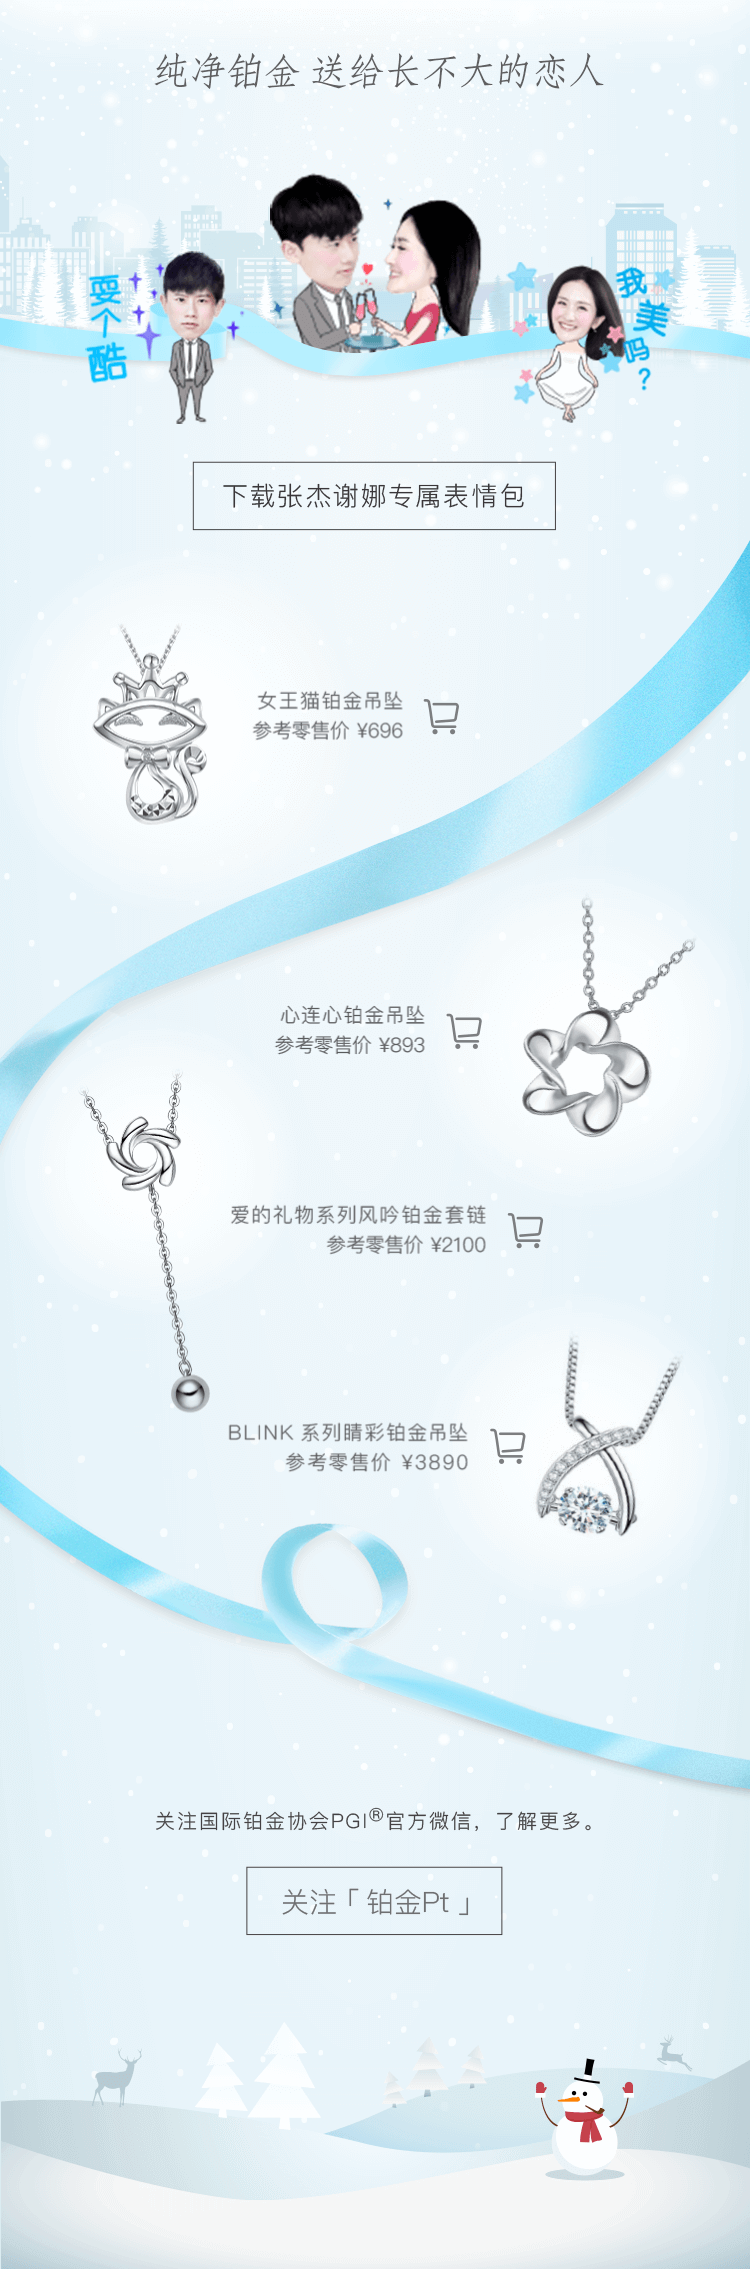 纯净铂金 送给长不大的恋人
耍个酷
我美吗?
下载张杰谢娜专属表情包
女王猫铂金吊坠
参考零售价 ¥696
心连心铂金吊坠
参考零售价 ¥893
爱的礼物系列风吟铂金套链
参考零售价 ¥2100
BLINK 系列睛彩铂金吊坠
参考零售价 ¥3890
关注国际铂金协会PGI®官方微信，了解更多。
关注「铂金Pt」